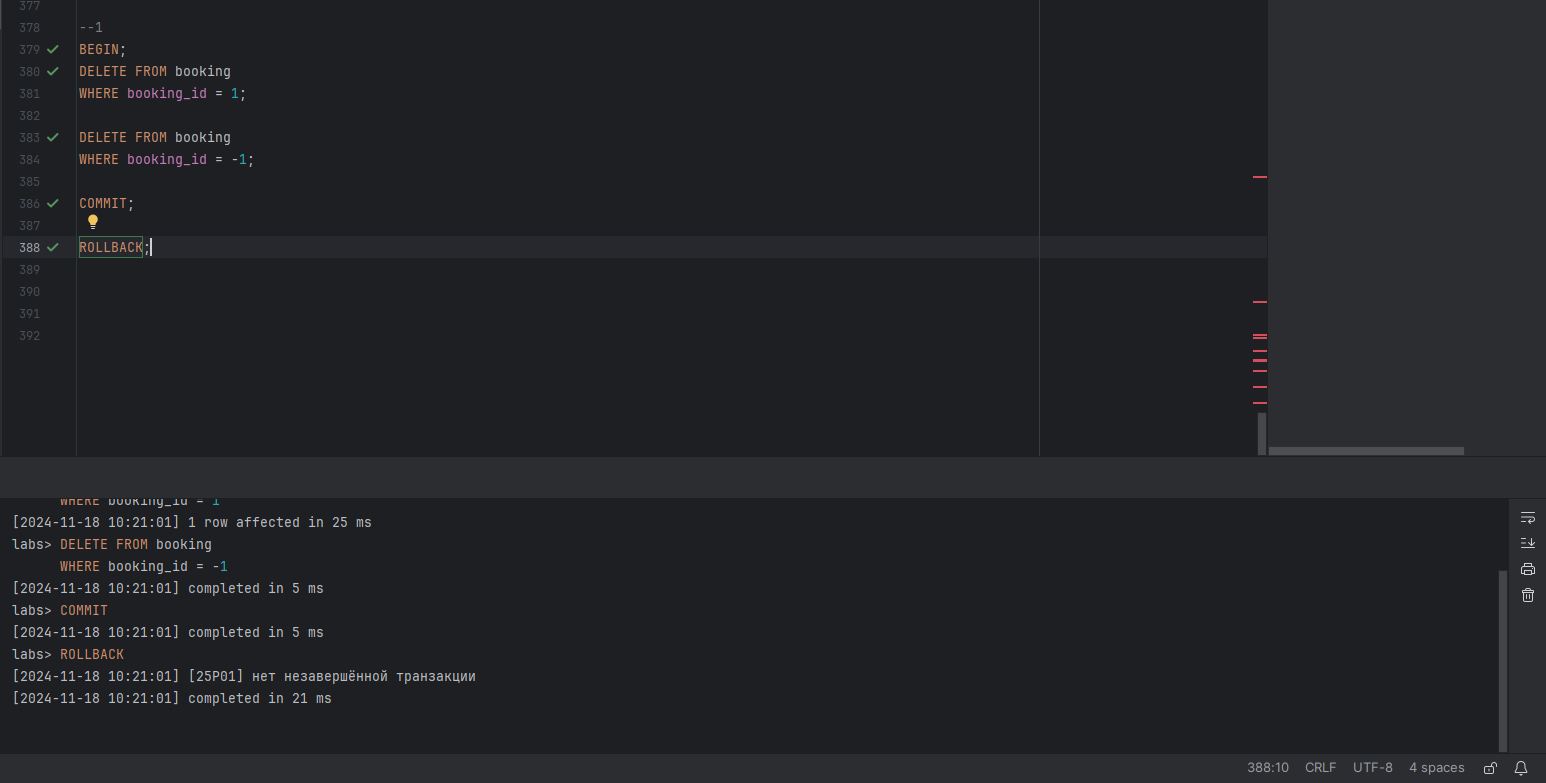 377
378 --1
379 BEGIN;
380 DELETE FROM booking
381 WHERE booking_id = 1;
382
383 DELETE FROM booking
384 WHERE booking_id = -1;
385
386 COMMIT;
387
388 ROLLBACK;
389
390
391
392
WHERE booking_id = 1
[2024-11-18 10:21:01] 1 row affected in 25 ms
labs> DELETE FROM booking
WHERE booking_id = -1
[2024-11-18 10:21:01] completed in 5 ms
labs> COMMIT
[2024-11-18 10:21:01] completed in 5 ms
labs> ROLLBACK
[2024-11-18 10:21:01] [25P01] нет незавершённой транзакции
[2024-11-18 10:21:01] completed in 21 ms
388:10 CRLF UTF-8 4 spaces